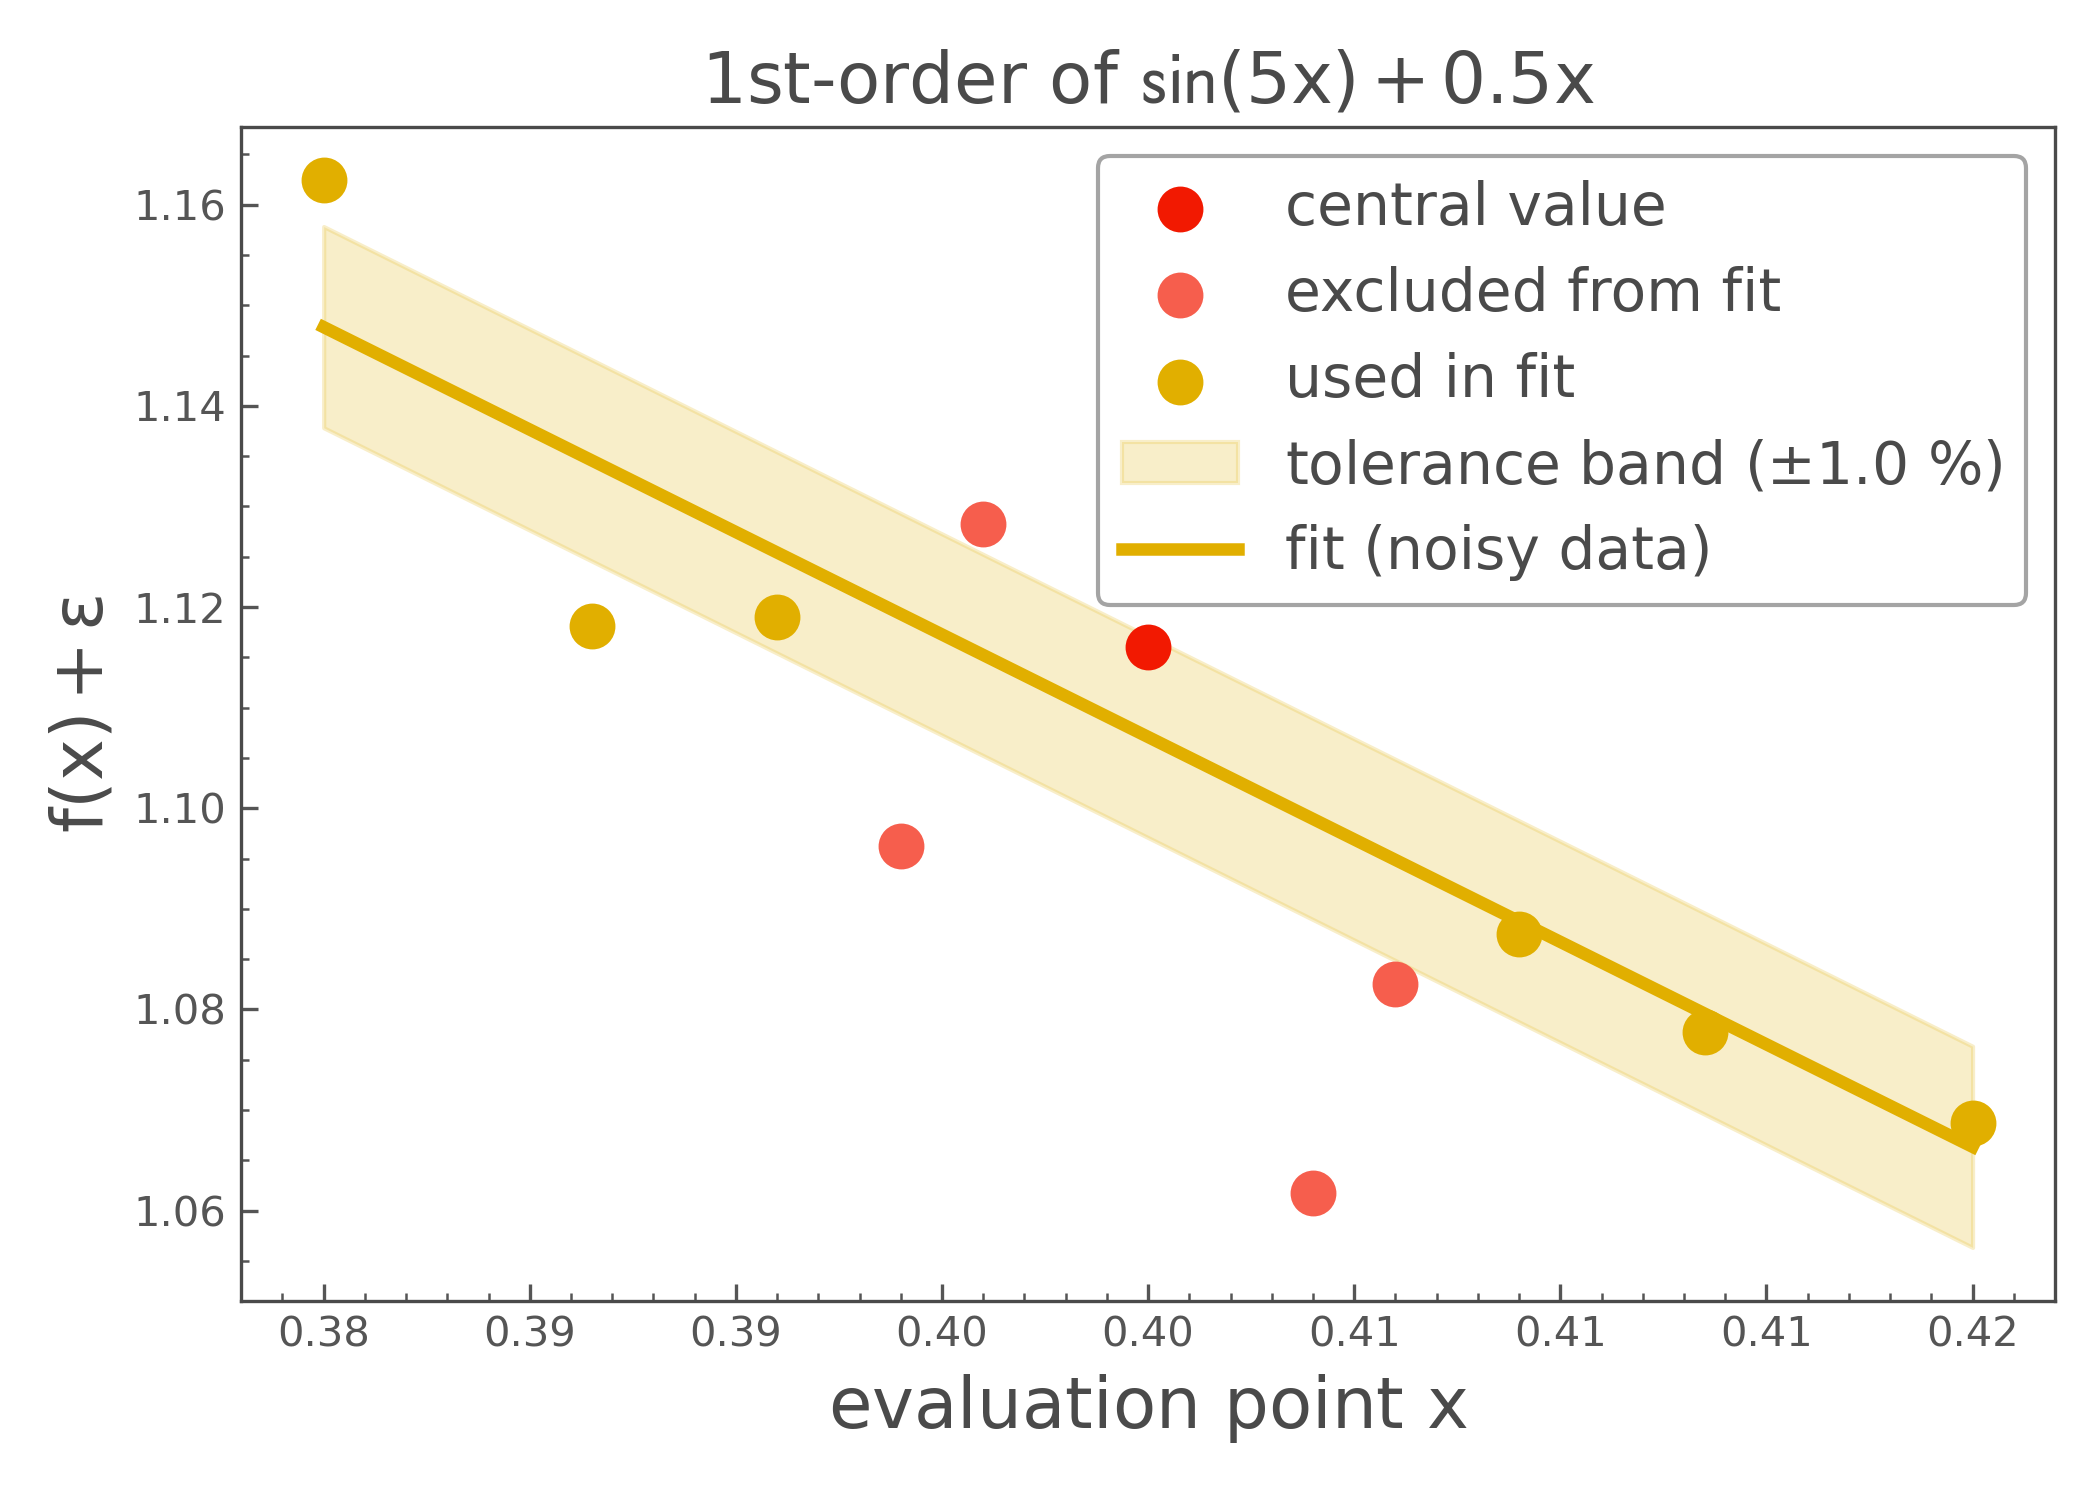 1st-order of sin(5x) + 0.5x
central value
excluded from fit
used in fit
tolerance band (±1.0 %)
fit (noisy data)
f(x) + ε
1.16
1.14
1.12
1.10
1.08
1.06
0.38 0.39 0.39 0.40 0.40 0.41 0.41 0.41 0.42
evaluation point x